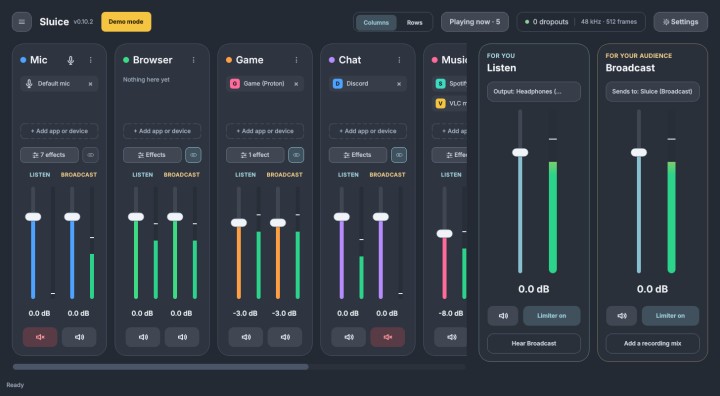 Sluice v0.10.2 Demo mode Columns Rows Playing now · 5 0 dropouts 48 kHz · 512 frames Settings
Mic
Default mic
+ Add app or device
7 effects
LISTEN BROADCAST
0.0 dB 0.0 dB
Browser
Nothing here yet
+ Add app or device
Effects
LISTEN BROADCAST
0.0 dB 0.0 dB
Game
G Game (Proton)
+ Add app or device
1 effect
LISTEN BROADCAST
-3.0 dB -3.0 dB
Chat
D Discord
+ Add app or device
Effects
LISTEN BROADCAST
0.0 dB 0.0 dB
Music
S Spotif
V VLC m
+ Add app
Effec
LISTEN
-8.0 dB
FOR YOU
Listen
Output: Headphones (...
0.0 dB
Limiter on
Hear Broadcast
FOR YOUR AUDIENCE
Broadcast
Sends to: Sluice (Broadcast)
0.0 dB
Limiter on
Add a recording mix
Ready